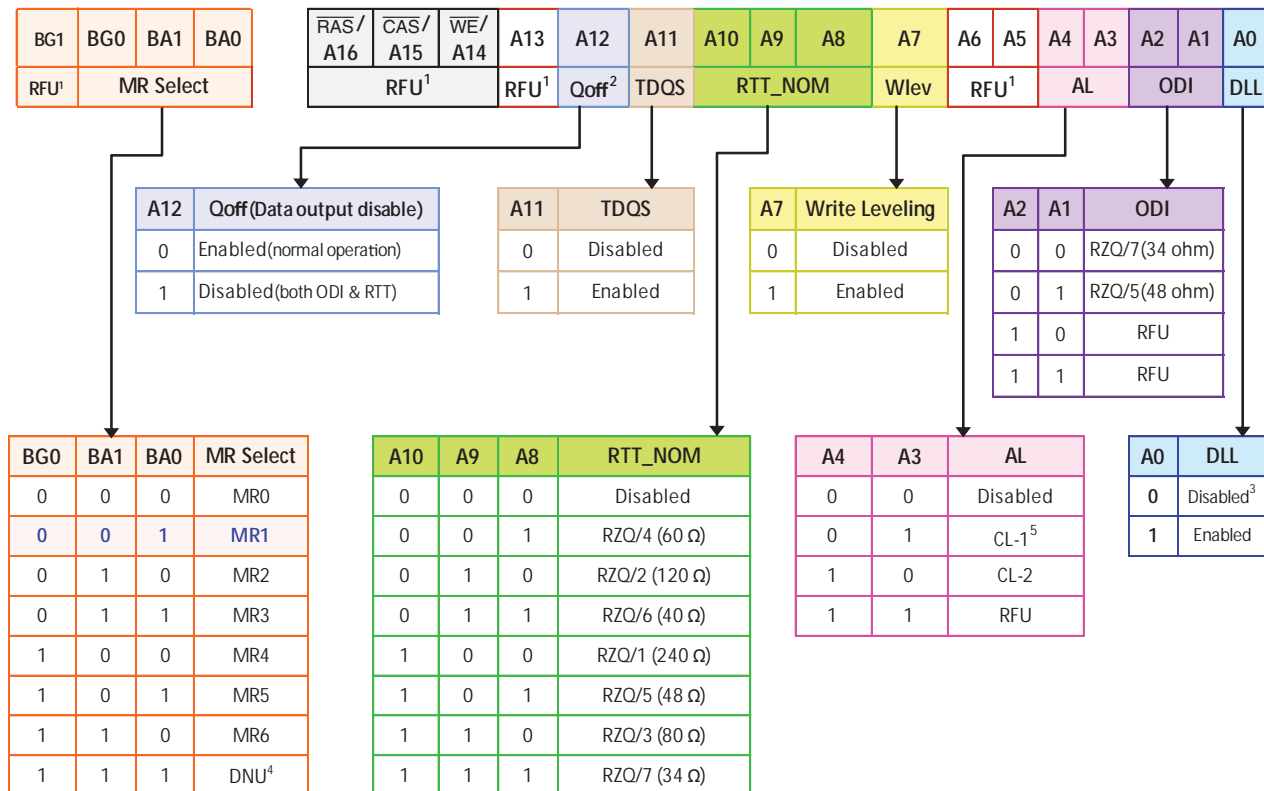 BG1 BG0 BA1 BA0 RAS/ A16 CAS/ A15 WE/ A14 A13 A12 A11 A10 A9 A8 A7 A6 A5 A4 A3 A2 A1 A0
RFU¹ MR Select RFU¹ RFU¹ Qoff² TDQS RTT_NOM Wlev RFU¹ AL ODI DLL
A12 Qoff(Data output disable)
0 Enabled(normal operation)
1 Disabled(both ODI & RTT)
A11 TDQS
0 Disabled
1 Enabled
A7 Write Leveling
0 Disabled
1 Enabled
A2 A1 ODI
0 0 RZQ/7(34 ohm)
0 1 RZQ/5(48 ohm)
1 0 RFU
1 1 RFU
BG0 BA1 BA0 MR Select
0 0 0 MR0
0 0 1 MR1
0 1 0 MR2
0 1 1 MR3
1 0 0 MR4
1 0 1 MR5
1 1 0 MR6
1 1 1 DNU⁴
A10 A9 A8 RTT_NOM
0 0 0 Disabled
0 0 1 RZQ/4 (60 Ω)
0 1 0 RZQ/2 (120 Ω)
0 1 1 RZQ/6 (40 Ω)
1 0 0 RZQ/1 (240 Ω)
1 0 1 RZQ/5 (48 Ω)
1 1 0 RZQ/3 (80 Ω)
1 1 1 RZQ/7 (34 Ω)
A4 A3 AL
0 0 Disabled
0 1 CL-1⁵
1 0 CL-2
1 1 RFU
A0 DLL
0 Disabled³
1 Enabled